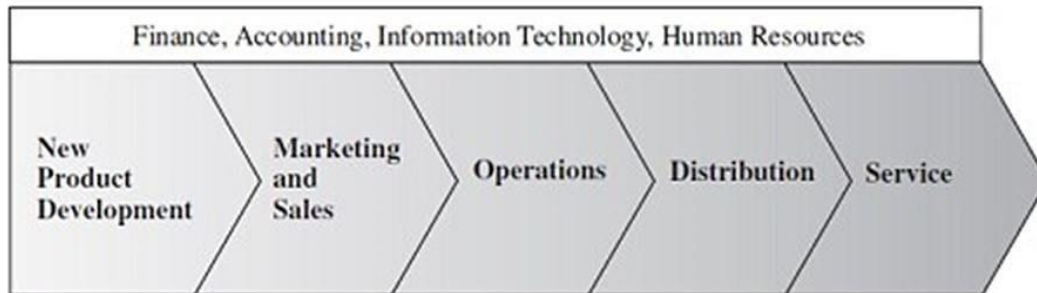 Finance, Accounting, Information Technology, Human Resources
New
Product
Development
Marketing
and
Sales
Operations
Distribution
Service